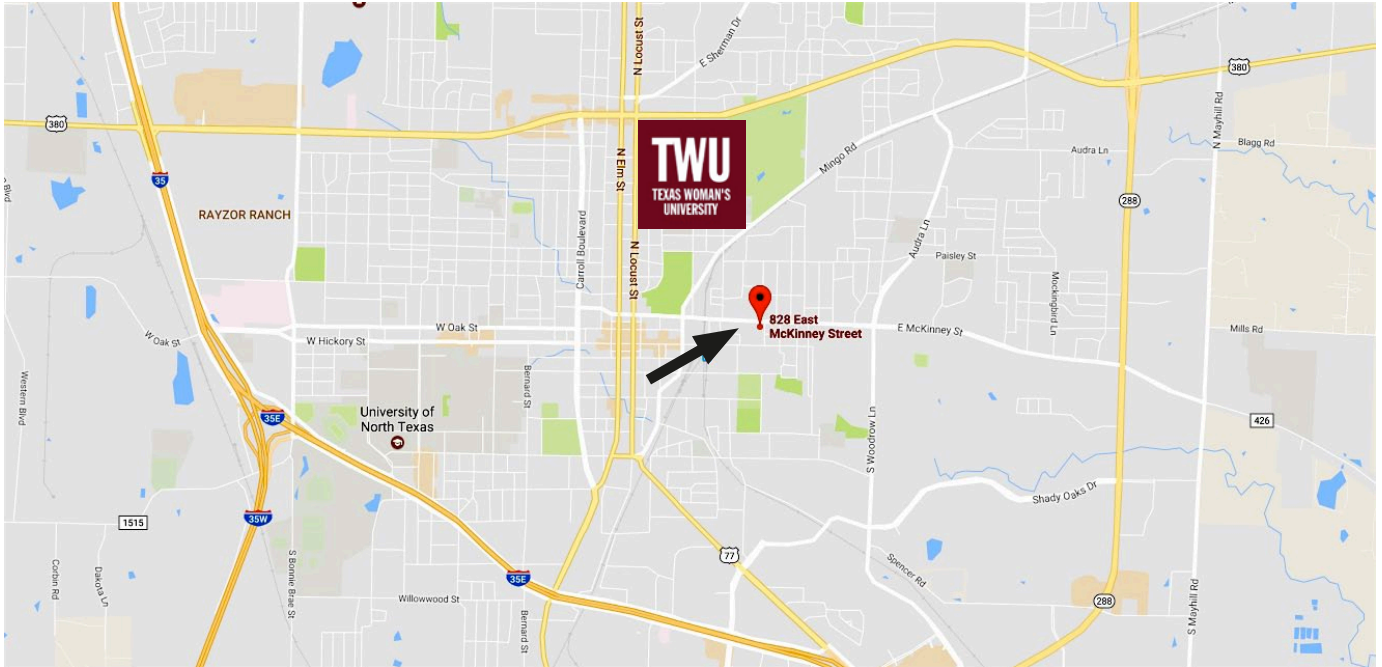 N Locust St
E Sherman Dr
380
380
N Mayhill Rd
Blagg Rd
Audra Ln
Mingo Rd
35
N Elm St
TWU
TEXAS WOMAN'S
UNIVERSITY
288
RAYZOR RANCH
Carroll Boulevard
N Locust St
Audra Ln
Paisley St
Mockingbird Ln
828 East
McKinney Street
W Oak St
W Oak St
W Hickory St
E McKinney St
Mills Rd
Western Blvd
Bernard St
University of
North Texas
35E
426
S Woodrow Ln
Shady Oaks Dr
35W
1515
77
S Bonnie Brae St
Corbin Rd
Dakota Ln
35E
Willowwood St
Bernard St
Spencer Rd
288
S Mayhill Rd